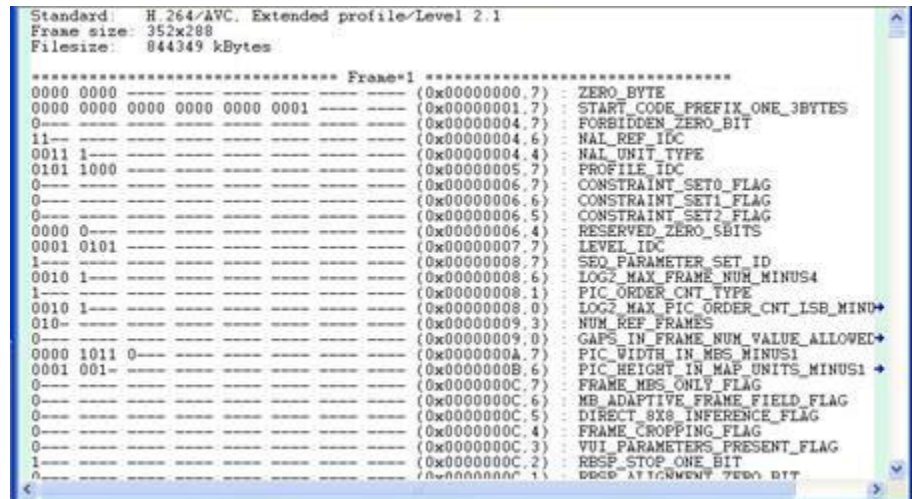 Standard: H.264/AVC, Extended profile/Level 2.1
Frame size: 352x288
Filesize: 844349 kBytes
================================ Frame=1 ================================
0000 0000 ---- ---- ---- ---- ---- ---- (0x00000000.7) : ZERO_BYTE
0000 0000 0000 0000 0000 0001 ---- ---- (0x00000001.7) : START_CODE_PREFIX_ONE_3BYTES
0--- ---- ---- ---- ---- ---- ---- ---- (0x00000004.7) : FORBIDDEN_ZERO_BIT
11-- ---- ---- ---- ---- ---- ---- ---- (0x00000004.6) : NAL_REF_IDC
0011 1--- ---- ---- ---- ---- ---- ---- (0x00000004.4) : NAL_UNIT_TYPE
0101 1000 ---- ---- ---- ---- ---- ---- (0x00000005.7) : PROFILE_IDC
0--- ---- ---- ---- ---- ---- ---- ---- (0x00000006.7) : CONSTRAINT_SET0_FLAG
0--- ---- ---- ---- ---- ---- ---- ---- (0x00000006.6) : CONSTRAINT_SET1_FLAG
0--- ---- ---- ---- ---- ---- ---- ---- (0x00000006.5) : CONSTRAINT_SET2_FLAG
0000 0--- ---- ---- ---- ---- ---- ---- (0x00000006.4) : RESERVED_ZERO_5BITS
0001 0101 ---- ---- ---- ---- ---- ---- (0x00000007.7) : LEVEL_IDC
1--- ---- ---- ---- ---- ---- ---- ---- (0x00000008.7) : SEQ_PARAMETER_SET_ID
0010 1--- ---- ---- ---- ---- ---- ---- (0x00000008.6) : LOG2_MAX_FRAME_NUM_MINUS4
1--- ---- ---- ---- ---- ---- ---- ---- (0x00000008.1) : PIC_ORDER_CNT_TYPE
0010 1--- ---- ---- ---- ---- ---- ---- (0x00000008.0) : LOG2_MAX_PIC_ORDER_CNT_LSB_MINU
010- ---- ---- ---- ---- ---- ---- ---- (0x00000009.3) : NUM_REF_FRAMES
0--- ---- ---- ---- ---- ---- ---- ---- (0x00000009.0) : GAPS_IN_FRAME_NUM_VALUE_ALLOWED
0000 1011 0--- ---- ---- ---- ---- ---- (0x0000000A.7) : PIC_WIDTH_IN_MBS_MINUS1
0001 001- ---- ---- ---- ---- ---- ---- (0x0000000B.6) : PIC_HEIGHT_IN_MAP_UNITS_MINUS1
0--- ---- ---- ---- ---- ---- ---- ---- (0x0000000C.7) : FRAME_MBS_ONLY_FLAG
0--- ---- ---- ---- ---- ---- ---- ---- (0x0000000C.6) : MB_ADAPTIVE_FRAME_FIELD_FLAG
0--- ---- ---- ---- ---- ---- ---- ---- (0x0000000C.5) : DIRECT_8X8_INFERENCE_FLAG
0--- ---- ---- ---- ---- ---- ---- ---- (0x0000000C.4) : FRAME_CROPPING_FLAG
0--- ---- ---- ---- ---- ---- ---- ---- (0x0000000C.3) : VUI_PARAMETERS_PRESENT_FLAG
1--- ---- ---- ---- ---- ---- ---- ---- (0x0000000C.2) : RBSP_STOP_ONE_BIT
0--- ---- ---- ---- ---- ---- ---- ---- (0x0000000C.1) : RBSP_ALIGNMENT_ZERO_BIT